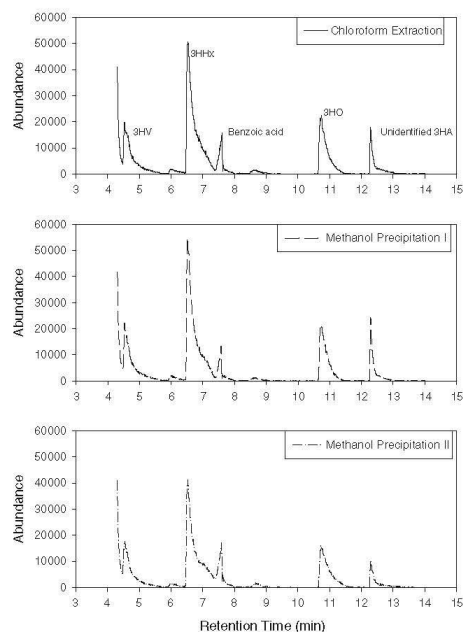 60000
Chloroform Extraction
50000
3HHx
40000
30000
3HO
20000
3HV
Benzoic acid
Unidentified 3HA
10000
0
Abundance
3 4 5 6 7 8 9 10 11 12 13 14 15
60000
Methanol Precipitation I
50000
40000
30000
20000
10000
0
Abundance
3 4 5 6 7 8 9 10 11 12 13 14 15
60000
Methanol Precipitation II
50000
40000
30000
20000
10000
0
Abundance
3 4 5 6 7 8 9 10 11 12 13 14 15
Retention Time (min)